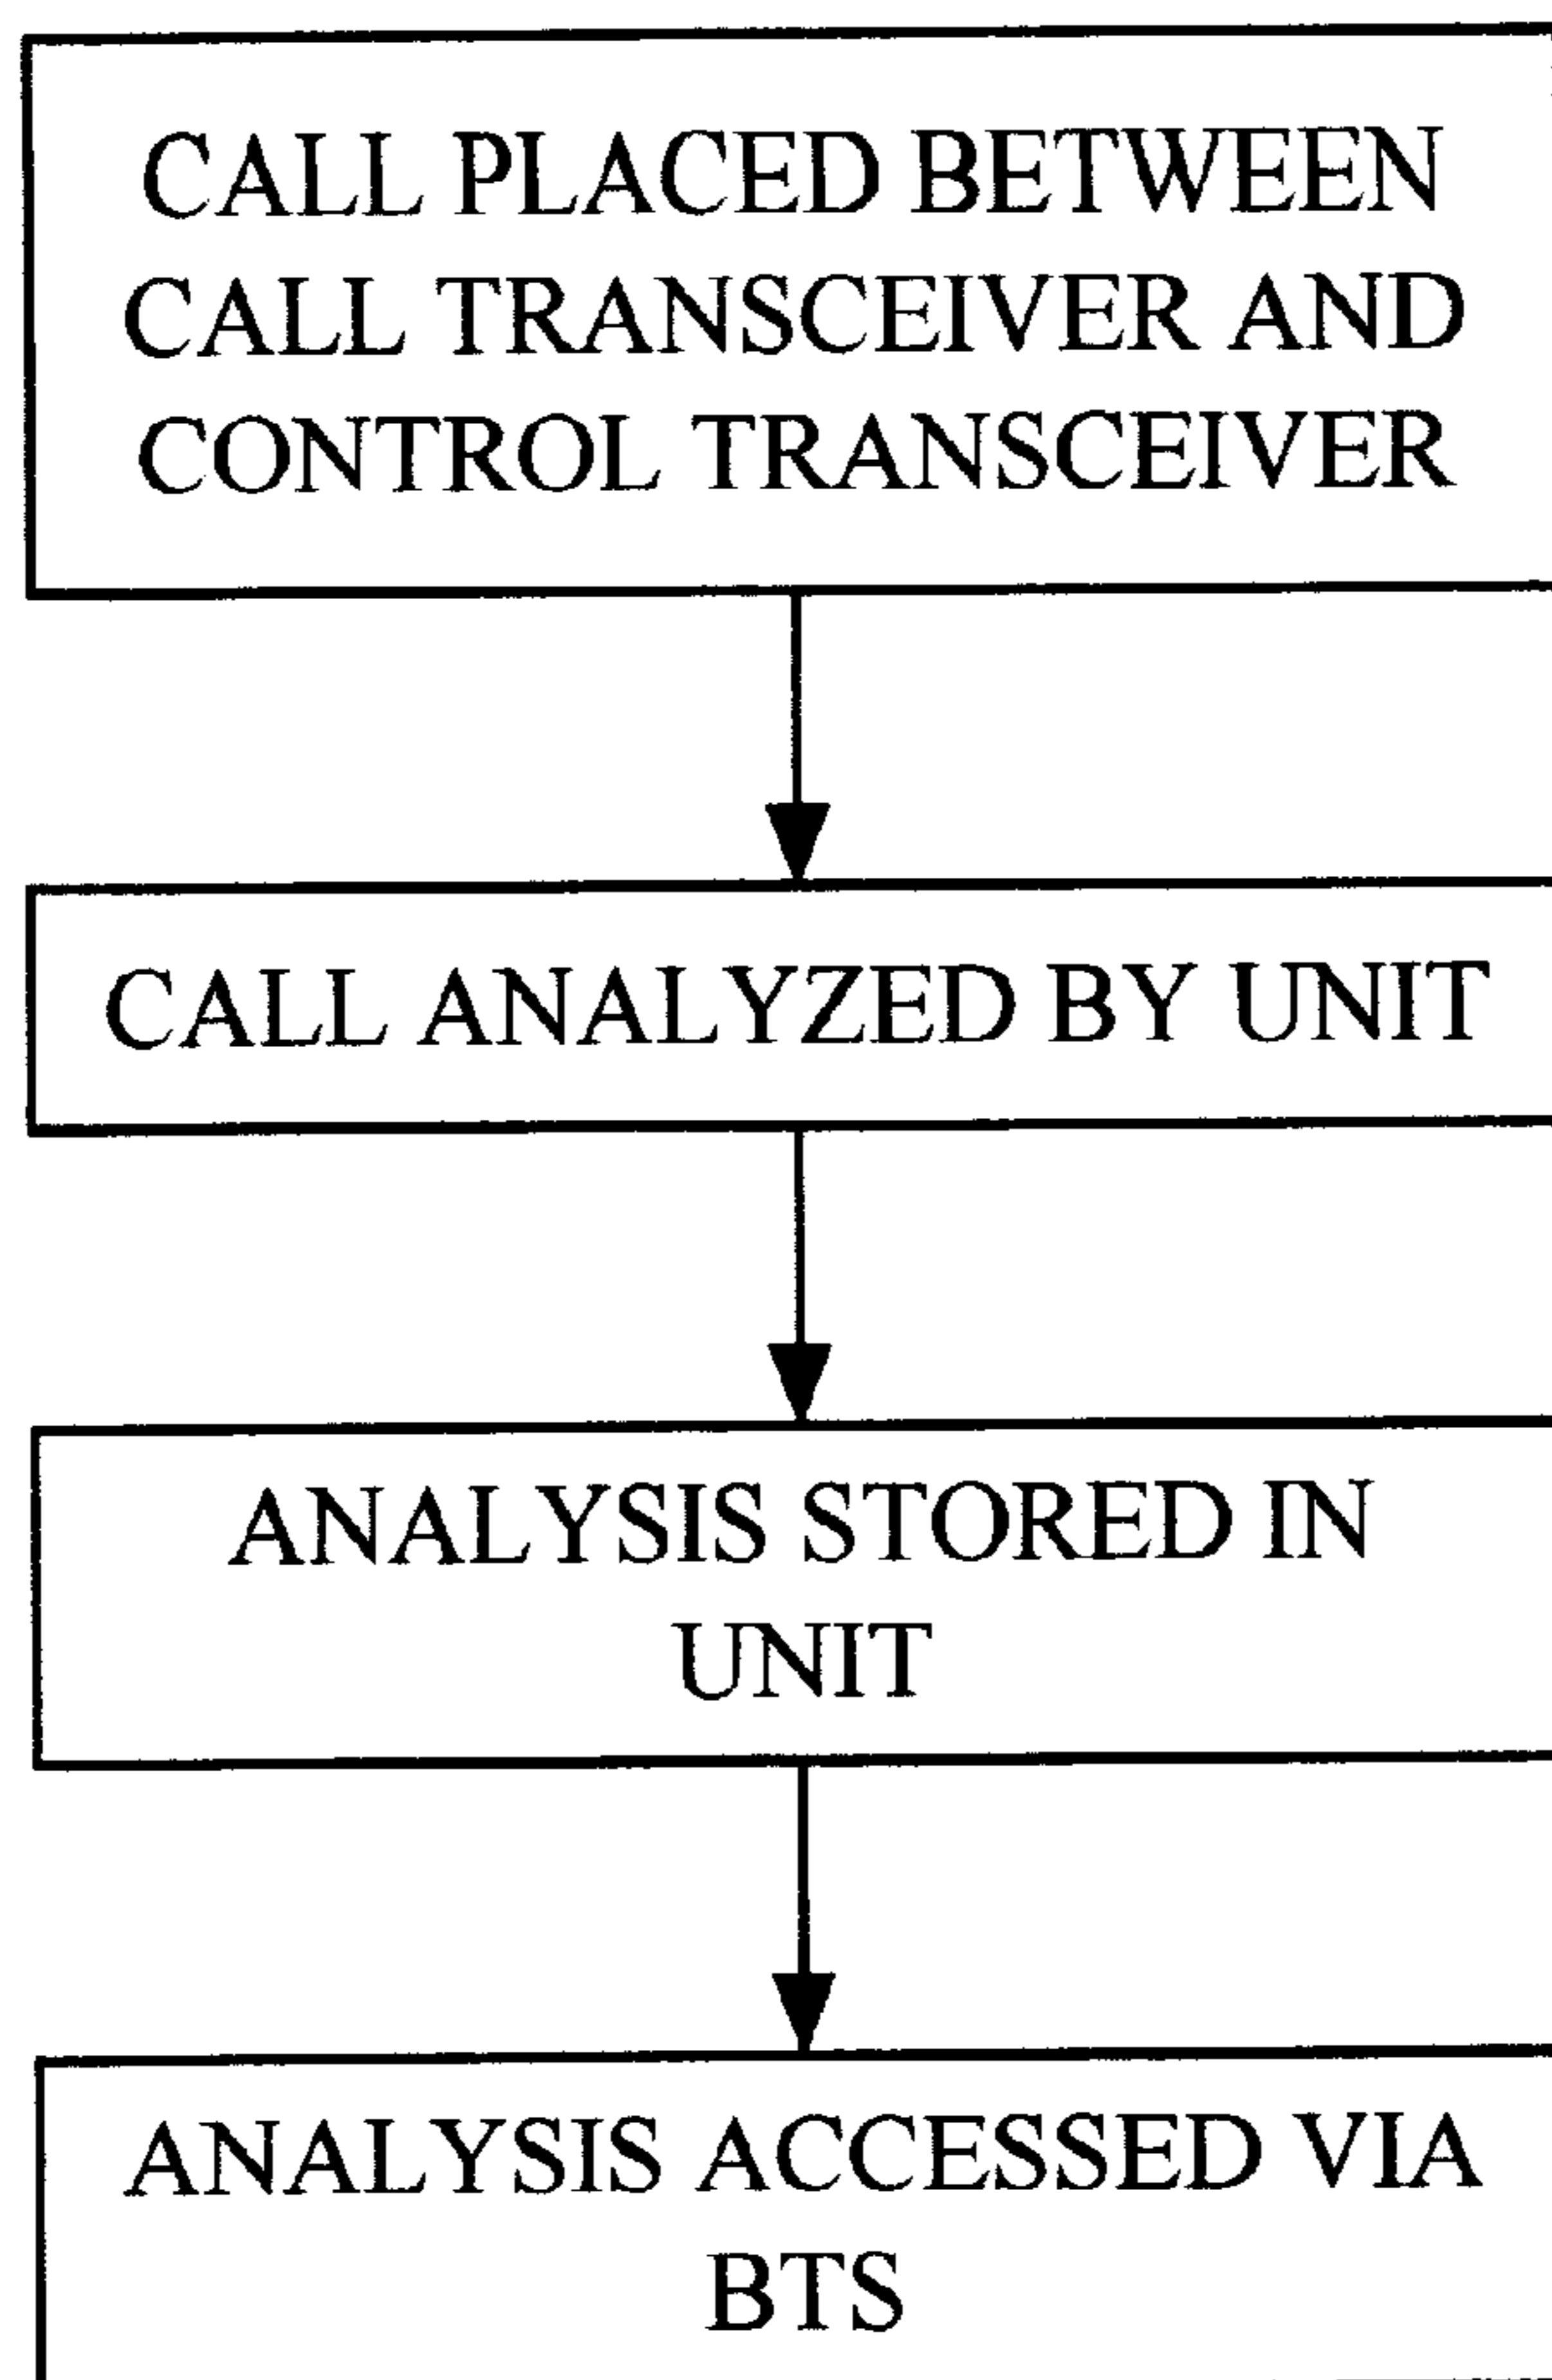 CALL PLACED BETWEEN
CALL TRANSCEIVER AND
CONTROL TRANSCEIVER
CALL ANALYZED BY UNIT
ANALYSIS STORED IN
UNIT
ANALYSIS ACCESSED VIA
BTS